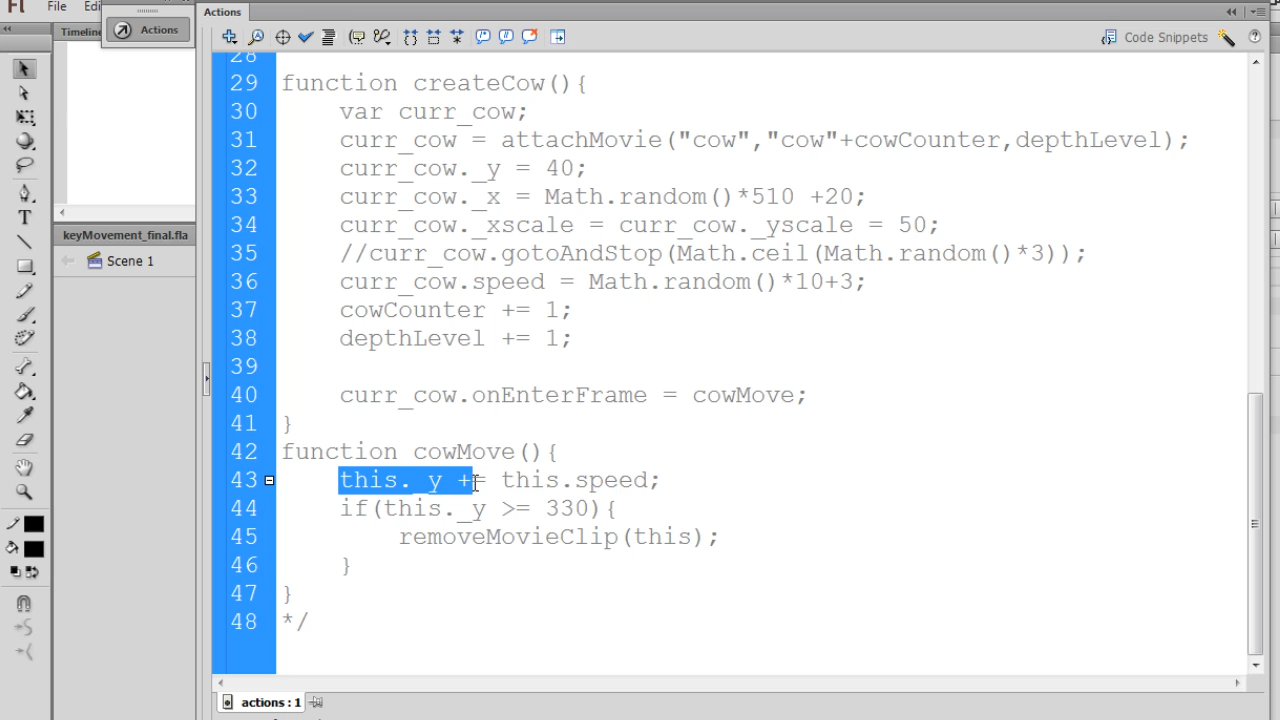 Fl File Edi
Timeline
Actions
Actions
Code Snippets
28
29 function createCow(){
30 var curr_cow;
31 curr_cow = attachMovie("cow","cow"+cowCounter,depthLevel);
32 curr_cow._y = 40;
33 curr_cow._x = Math.random()*510 +20;
34 curr_cow._xscale = curr_cow._yscale = 50;
35 //curr_cow.gotoAndStop(Math.ceil(Math.random()*3));
36 curr_cow.speed = Math.random()*10+3;
37 cowCounter += 1;
38 depthLevel += 1;
39
40 curr_cow.onEnterFrame = cowMove;
41 }
42 function cowMove(){
43 this._y += this.speed;
44 if(this._y >= 330){
45 removeMovieClip(this);
46 }
47 }
48 */
keyMovement_final.fla
Scene 1
actions : 1